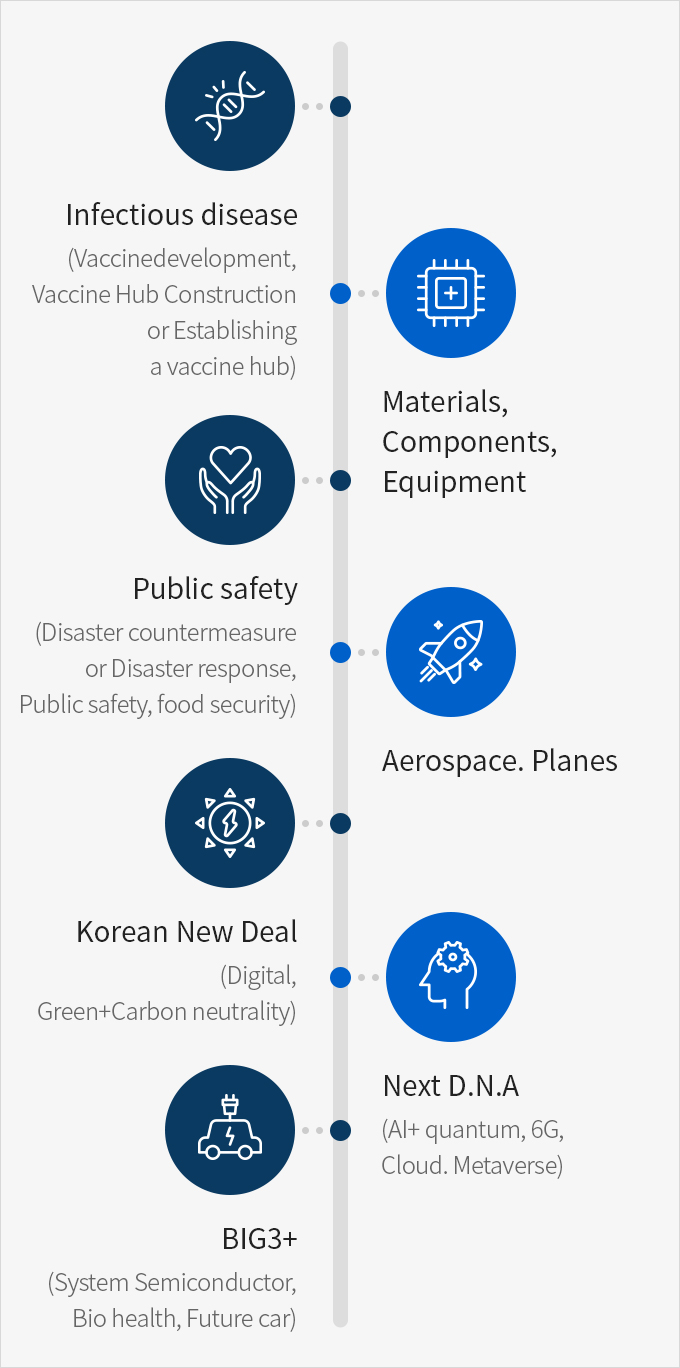 Infectious disease
(Vaccinedevelopment,
Vaccine Hub Construction
or Establishing
a vaccine hub)
Materials,
Components,
Equipment
Public safety
(Disaster countermeasure
or Disaster response,
Public safety, food security)
Aerospace. Planes
Korean New Deal
(Digital,
Green+Carbon neutrality)
Next D.N.A
(AI+ quantum, 6G,
Cloud. Metaverse)
BIG3+
(System Semiconductor,
Bio health, Future car)